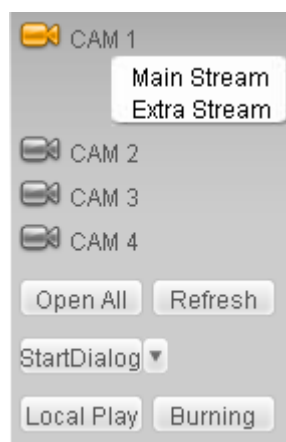 CAM 1
Main Stream
Extra Stream
CAM 2
CAM 3
CAM 4
Open All Refresh
StartDialog
Local Play Burning